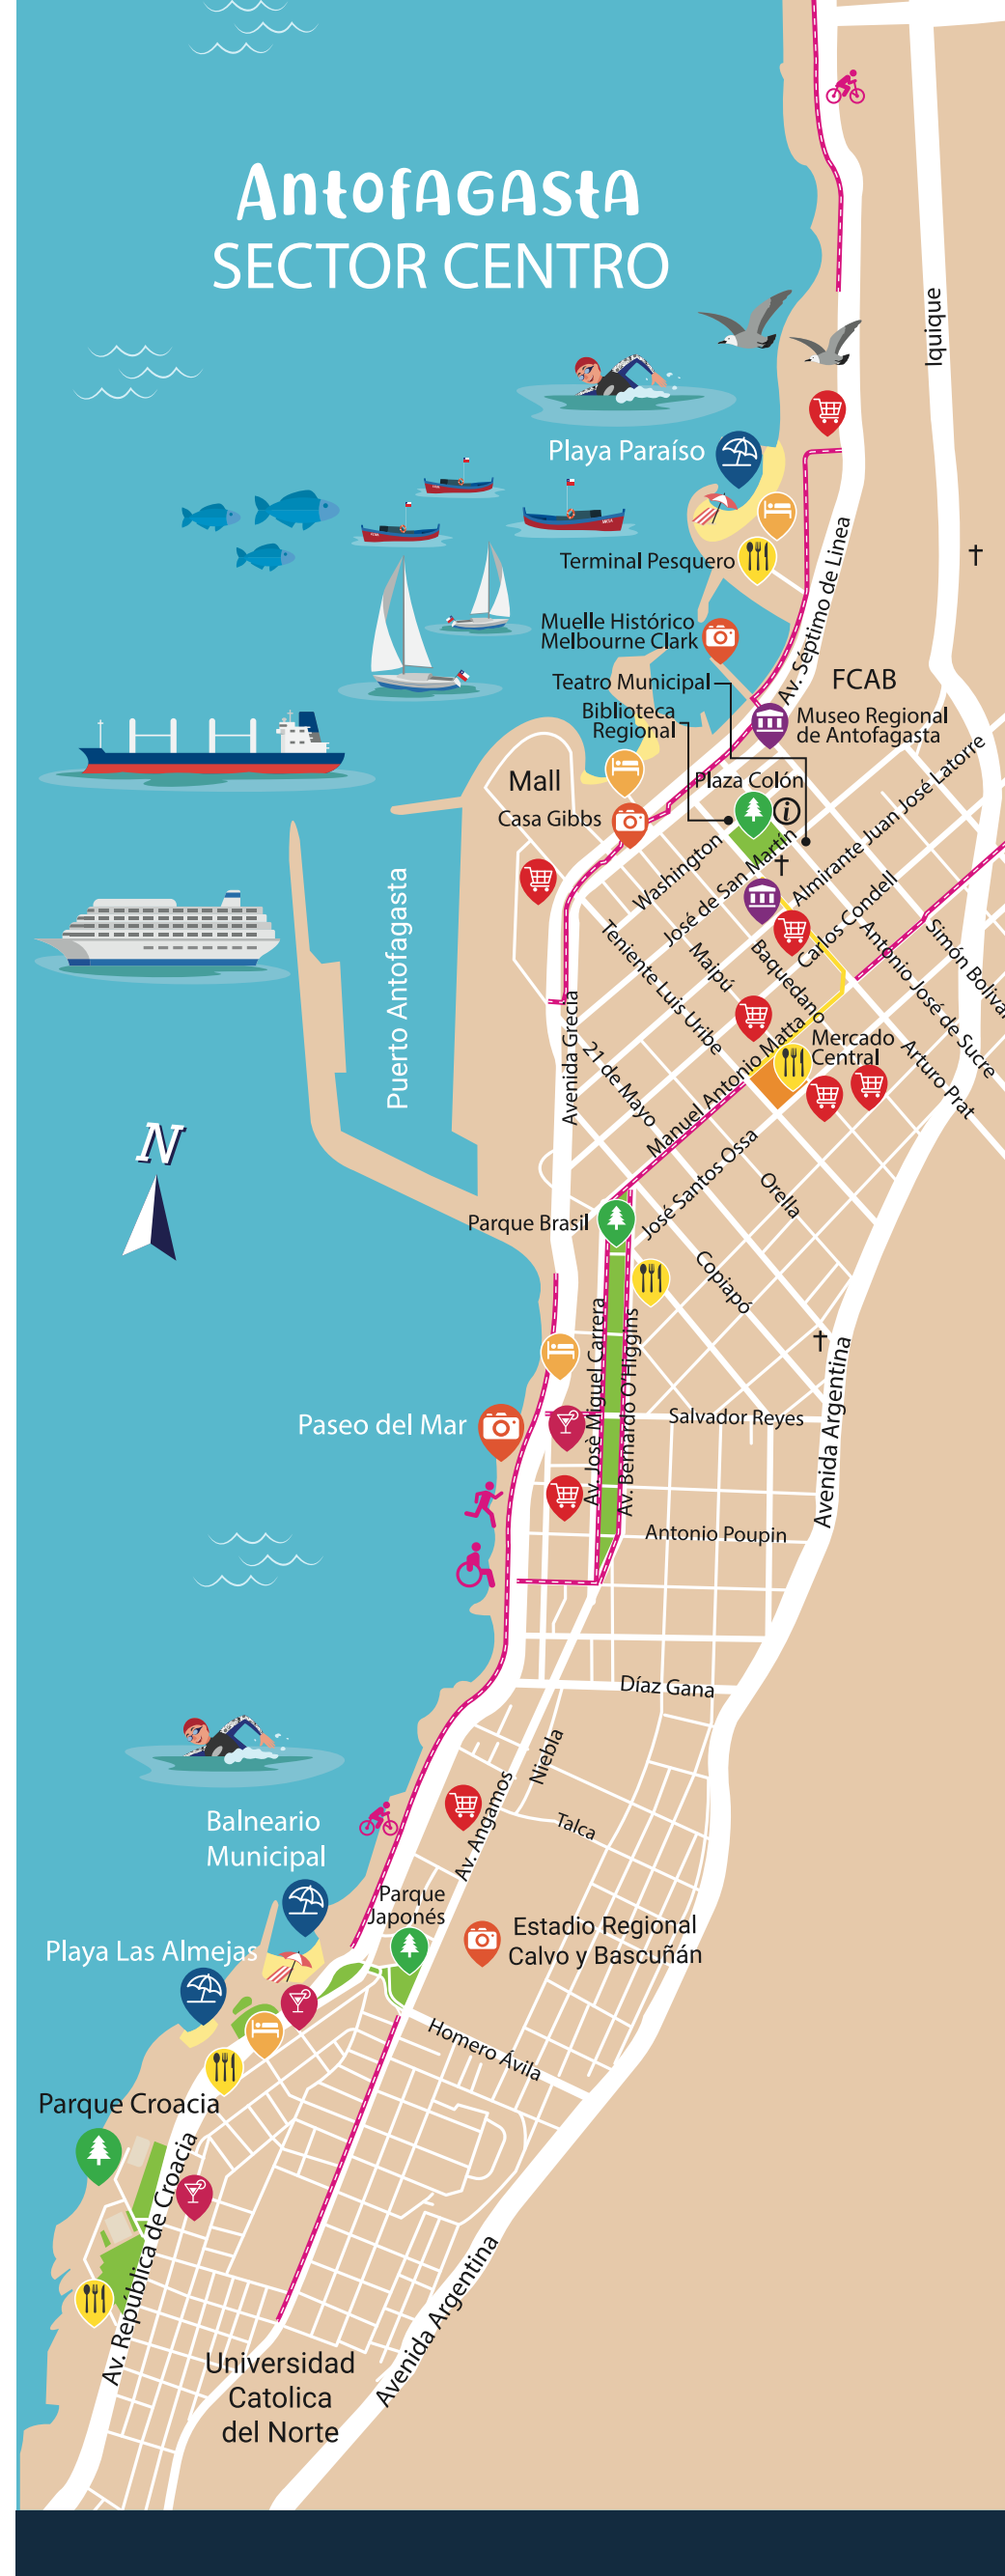 Antofagasta
SECTOR CENTRO
Iquique
Playa Paraíso
Terminal Pesquero
Av. Séptimo de Linea
Muelle Histórico
Melbourne Clark
Teatro Municipal
FCAB
Biblioteca
Regional
Museo Regional
de Antofagasta
Mall
Plaza Colón
Casa Gibbs
i
Almirante Juan José Latorre
Washington
José de San Martín
Carlos Condell
Puerto Antofagasta
Teniente Luis Uribe
Maipú
Baquedano
Antonio José de Sucre
Simón Bolívar
Avenida Grecia
21 de Mayo
Manuel Antonio Matta
Mercado
Central
Arturo Prat
N
José Santos Ossa
Orella
Parque Brasil
Copiapó
Av. Josè Miguel Carrera
Av. Bernardo O'Higgins
Avenida Argentina
Paseo del Mar
Salvador Reyes
Antonio Poupin
Díaz Gana
Niebla
Av. Angamos
Talca
Balneario
Municipal
Parque
Japonés
Estadio Regional
Calvo y Bascuñán
Playa Las Almejas
Homero Ávila
Parque Croacia
Av. República de Croacia
Avenida Argentina
Universidad
Catolica
del Norte